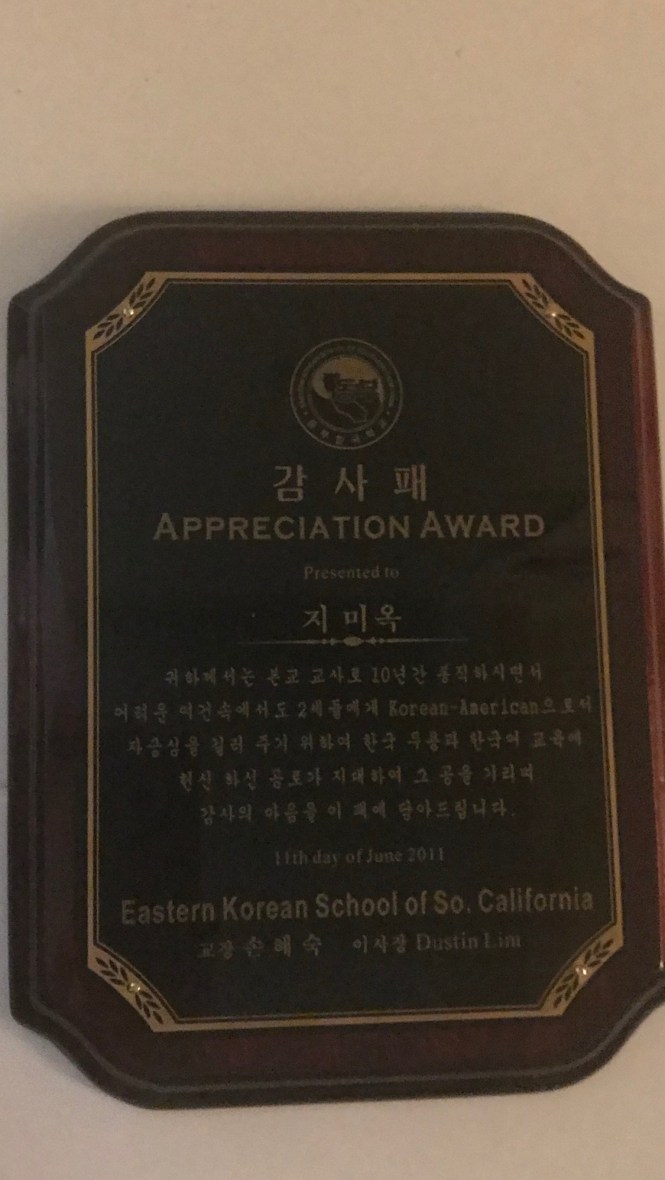 동부한국학교
감사패
APPRECIATION AWARD
Presented to
지미옥
귀하께서는 본교 교사로 10년간 봉직하시면서
어려운 여건속에서도 2세들에게 Korean-American으로서
자긍심을 길러 주기 위하여 한국 무용과 한국어 교육에
헌신 하신 공로가 지대하여 그 공을 기리며
감사의 마음을 이 패에 담아드립니다.
11th day of June 2011
Eastern Korean School of So. California
교장 손혜숙 이사장 Dustin Lim